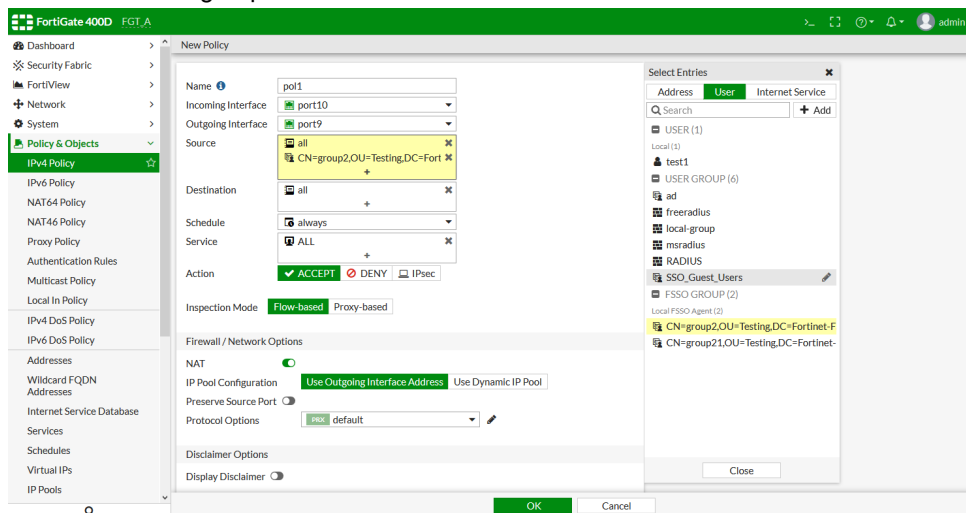 FortiGate 400D FGT_A
>_
admin
Dashboard
Security Fabric
FortiView
Network
System
Policy & Objects
IPv4 Policy
IPv6 Policy
NAT64 Policy
NAT46 Policy
Proxy Policy
Authentication Rules
Multicast Policy
Local In Policy
IPv4 DoS Policy
IPv6 DoS Policy
Addresses
Wildcard FQDN
Addresses
Internet Service Database
Services
Schedules
Virtual IPs
IP Pools
New Policy
Name pol1
Incoming Interface port10
Outgoing Interface port9
Source all
CN=group2,OU=Testing,DC=Fort
+
Destination all
+
Schedule always
Service ALL
+
Action ACCEPT DENY IPsec
Inspection Mode Flow-based Proxy-based
Firewall / Network Options
NAT
IP Pool Configuration Use Outgoing Interface Address Use Dynamic IP Pool
Preserve Source Port
Protocol Options PRX default
Disclaimer Options
Display Disclaimer
OK Cancel
Select Entries
Address User Internet Service
Search + Add
USER (1)
Local (1)
test1
USER GROUP (6)
ad
freeradius
local-group
msradius
RADIUS
SSO_Guest_Users
FSSO GROUP (2)
Local FSSO Agent (2)
CN=group2,OU=Testing,DC=Fortinet-F
CN=group21,OU=Testing,DC=Fortinet-
Close